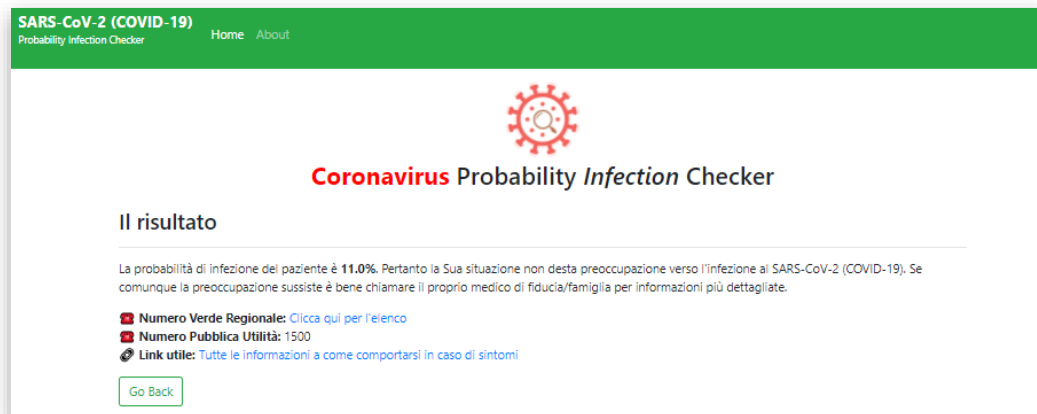 SARS-CoV-2 (COVID-19)
Probability Infection Checker
Home About
Coronavirus Probability Infection Checker
Il risultato
La probabilità di infezione del paziente è 11.0%. Pertanto la Sua situazione non desta preoccupazione verso l'infezione al SARS-CoV-2 (COVID-19). Se
comunque la preoccupazione sussiste è bene chiamare il proprio medico di fiducia/famiglia per informazioni più dettagliate.
Numero Verde Regionale: Clicca qui per l'elenco
Numero Pubblica Utilità: 1500
Link utile: Tutte le informazioni a come comportarsi in caso di sintomi
Go Back